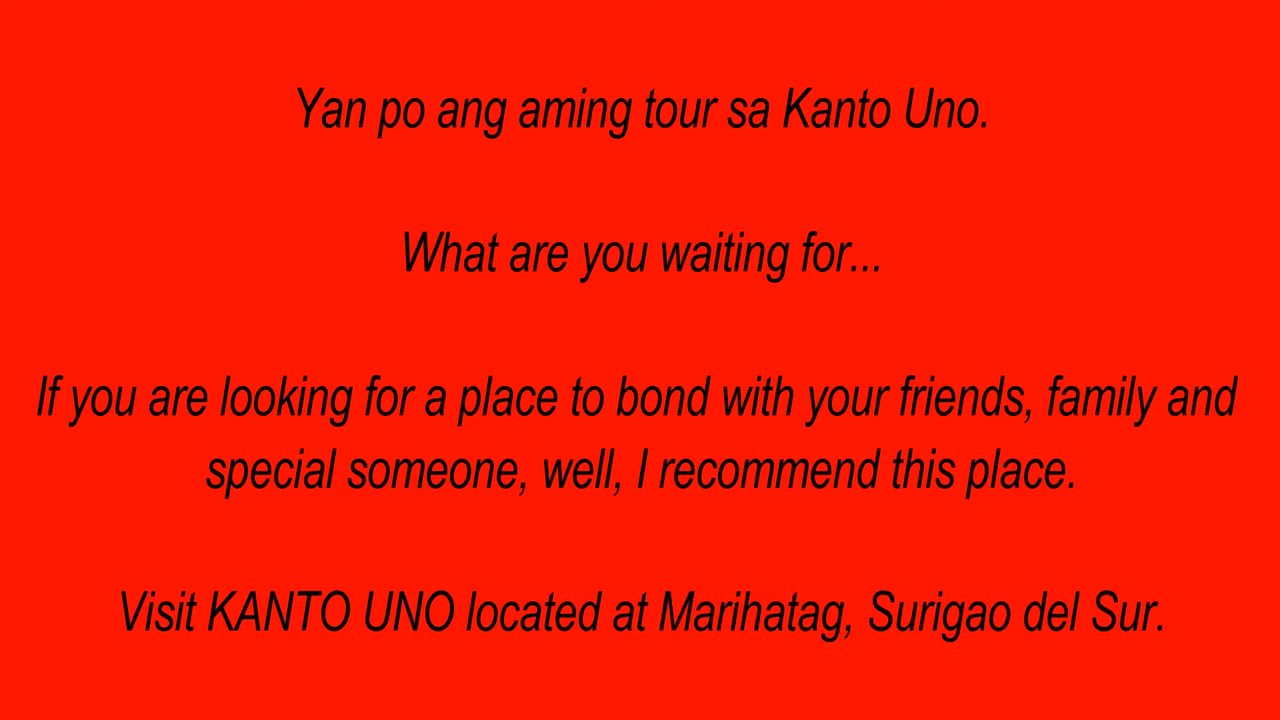 Yan po ang aming tour sa Kanto Uno.
What are you waiting for...
If you are looking for a place to bond with your friends, family and
special someone, well, I recommend this place.
Visit KANTO UNO located at Marihatag, Surigao del Sur.